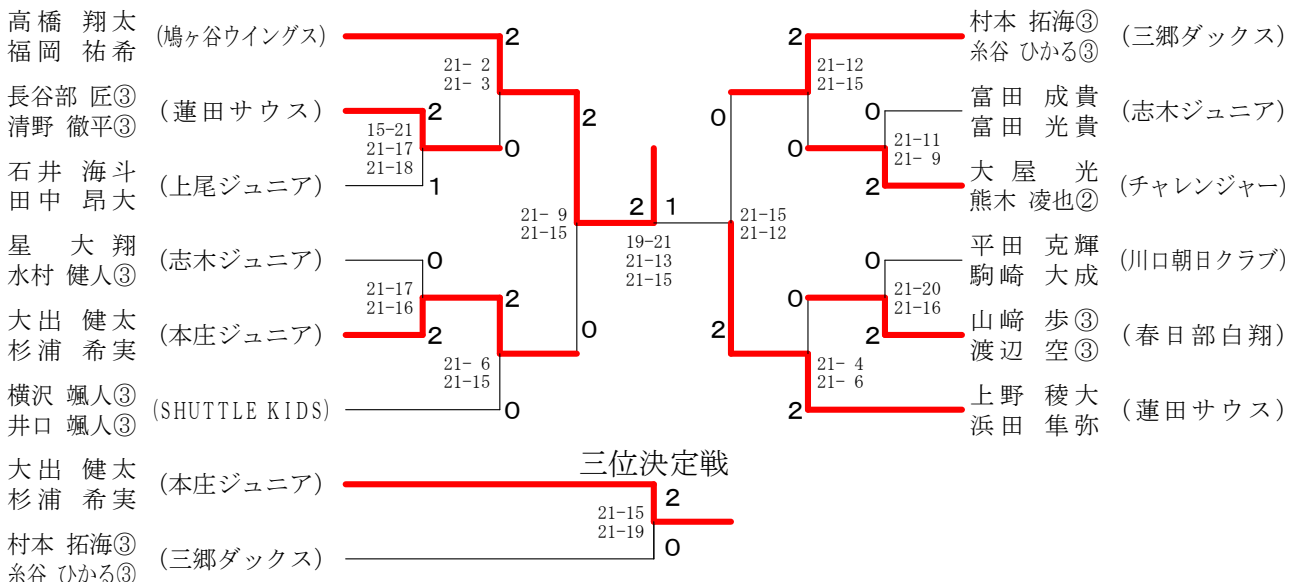 高橋 翔太
福岡 祐希
(鳩ヶ谷ウイングス)
2
21- 2
21- 3
長谷部 匠③
清野 徹平③
(蓮田サウス)
2
15-21
21-17
21-18
0
石井 海斗
田中 昂大
(上尾ジュニア)
1
2
21- 9
21-15
星 大翔
水村 健人③
(志木ジュニア)
0
21-17
21-16
2
大出 健太
杉浦 希実
(本庄ジュニア)
2
0
21- 6
21-15
横沢 颯人③
井口 颯人③
(SHUTTLE KIDS)
0
2
1
19-21
21-13
21-15
村本 拓海③
糸谷 ひかる③
(三郷ダックス)
2
21-12
21-15
0
富田 成貴
富田 光貴
(志木ジュニア)
0
0
21-11
21- 9
大屋 光
熊木 凌也②
(チャレンジャー)
2
21-15
21-12
平田 克輝
駒崎 大成
(川口朝日クラブ)
0
0
21-20
21-16
山﨑 歩③
渡辺 空③
(春日部白翔)
2
2
21- 4
21- 6
上野 稜大
浜田 隼弥
(蓮田サウス)
2
三位決定戦
大出 健太
杉浦 希実
(本庄ジュニア)
2
21-15
21-19
0
村本 拓海③
糸谷 ひかる③
(三郷ダックス)